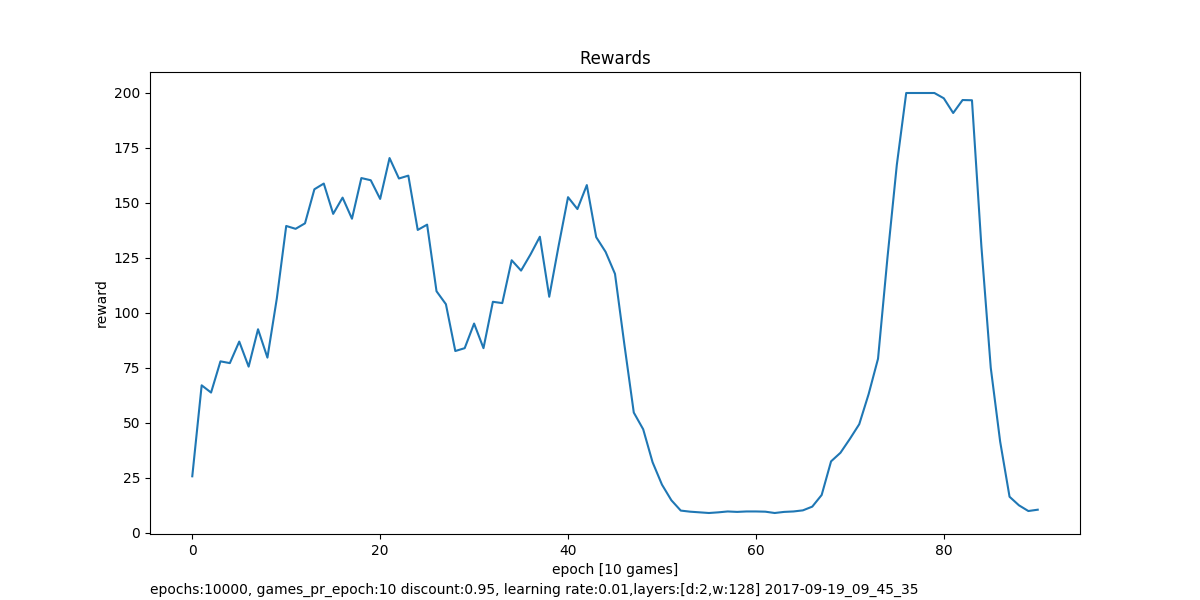 Rewards
200
175
150
125
100
75
50
25
0
reward
0 20 40 60 80
epoch [10 games]
epochs:10000, games_pr_epoch:10 discount:0.95, learning rate:0.01,layers:[d:2,w:128] 2017-09-19_09_45_35